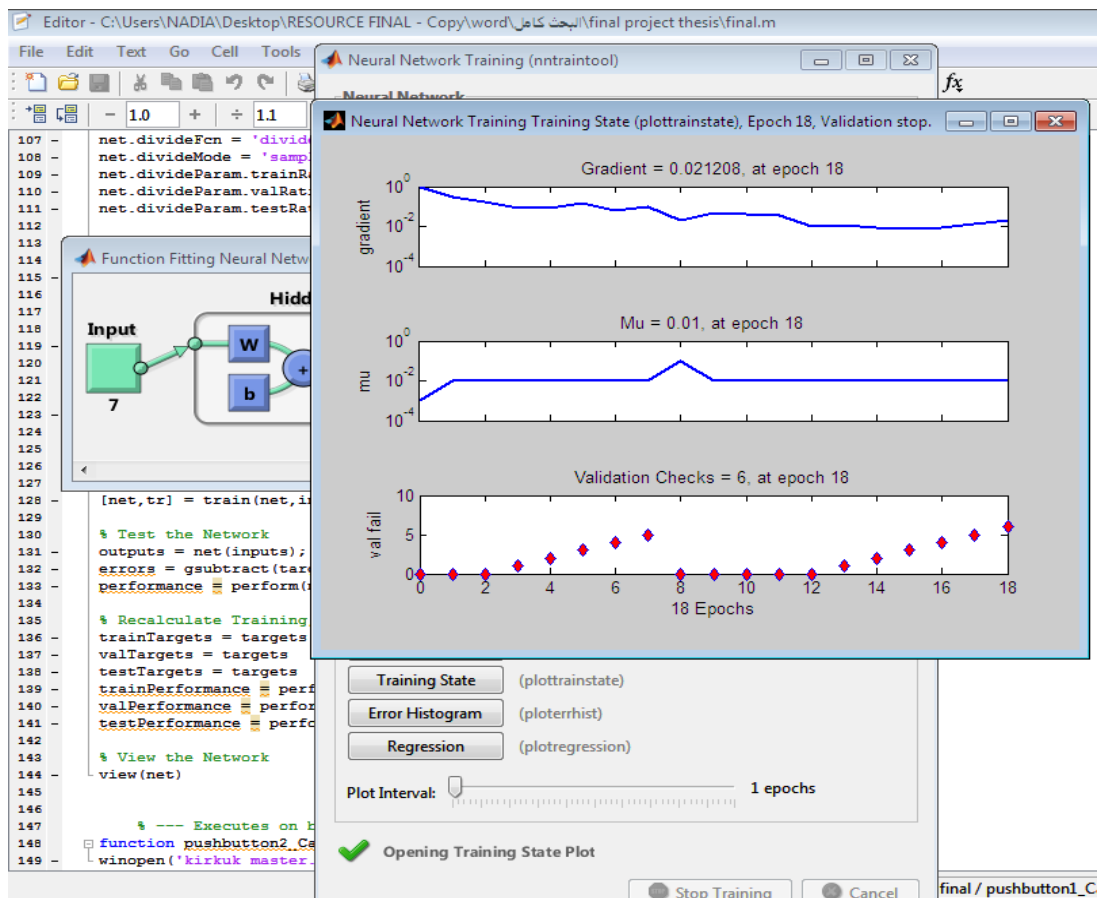 Editor - C:\Users\NADIA\Desktop\RESOURCE FINAL - Copy\word\البحث كامل\final project thesis\final.m
File Edit Text Go Cell Tools
fx
1.0 + ÷ 1.1
Neural Network Training (nntraintool)
Neural Network
Neural Network Training Training State (plottrainstate), Epoch 18, Validation stop.
Gradient = 0.021208, at epoch 18
gradient
10^0
10^-2
10^-4
Mu = 0.01, at epoch 18
mu
10^0
10^-2
10^-4
Validation Checks = 6, at epoch 18
val fail
10
5
0
0 2 4 6 8 10 12 14 16 18
18 Epochs
107 - net.divideFcn = 'divid
108 - net.divideMode = 'samp
109 - net.divideParam.trainRa
110 - net.divideParam.valRati
111 - net.divideParam.testRat
112
113
114
115 -
116
117
118
119 -
120
121
122
123 -
124
125
126
127
Function Fitting Neural Netw
Hidd
Input
W
b
+
7
128 - [net,tr] = train(net,in
129
130 % Test the Network
131 - outputs = net(inputs);
132 - errors = gsubtract(targ
133 - performance = perform(n
134
135 % Recalculate Training,
136 - trainTargets = targets
137 - valTargets = targets
138 - testTargets = targets
139 - trainPerformance = perf
140 - valPerformance = perfor
141 - testPerformance = perfo
142
143 % View the Network
144 - view(net)
145
146
147 % --- Executes on b
148 function pushbutton2_Ca
149 - winopen('kirkuk master.
Training State (plottrainstate)
Error Histogram (ploterrhist)
Regression (plotregression)
Plot Interval: 1 epochs
Opening Training State Plot
Stop Training Cancel
final / pushbutton1_Ca